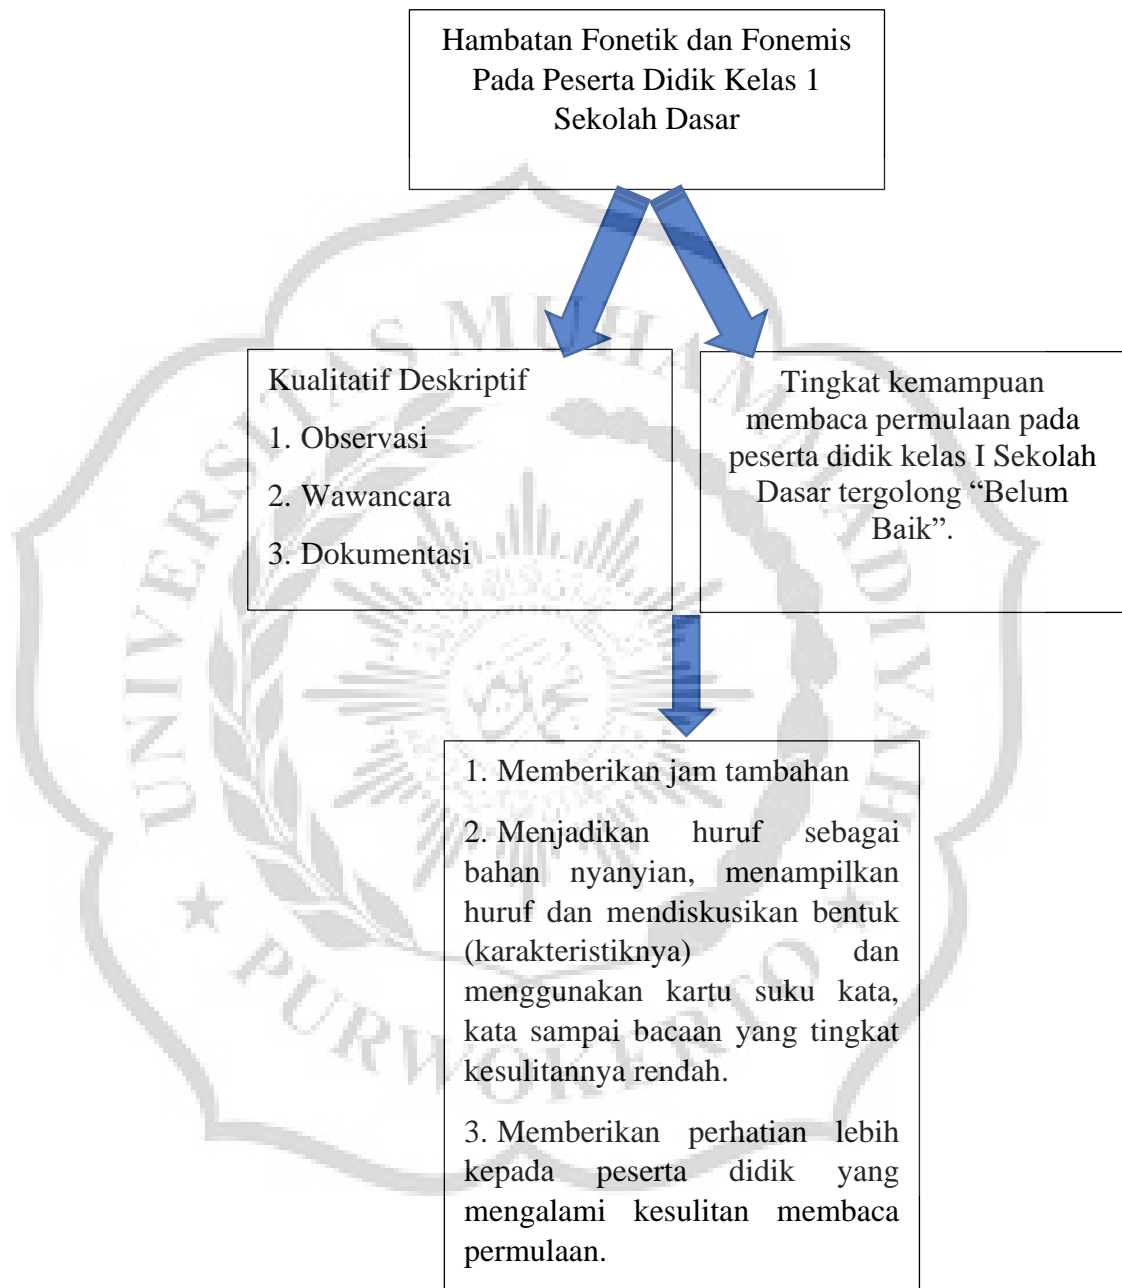 Hambatan Fonetik dan Fonemis
Pada Peserta Didik Kelas 1
Sekolah Dasar
Kualitatif Deskriptif
1. Observasi
2. Wawancara
3. Dokumentasi
Tingkat kemampuan
membaca permulaan pada
peserta didik kelas I Sekolah
Dasar tergolong “Belum
Baik”.
1. Memberikan jam tambahan
2. Menjadikan huruf sebagai
bahan nyanyian, menampilkan
huruf dan mendiskusikan bentuk
(karakteristiknya) dan
menggunakan kartu suku kata,
kata sampai bacaan yang tingkat
kesulitannya rendah.
3. Memberikan perhatian lebih
kepada peserta didik yang
mengalami kesulitan membaca
permulaan.
UNIVERSITAS MUHAMMADIYAH
PURWOKERTO